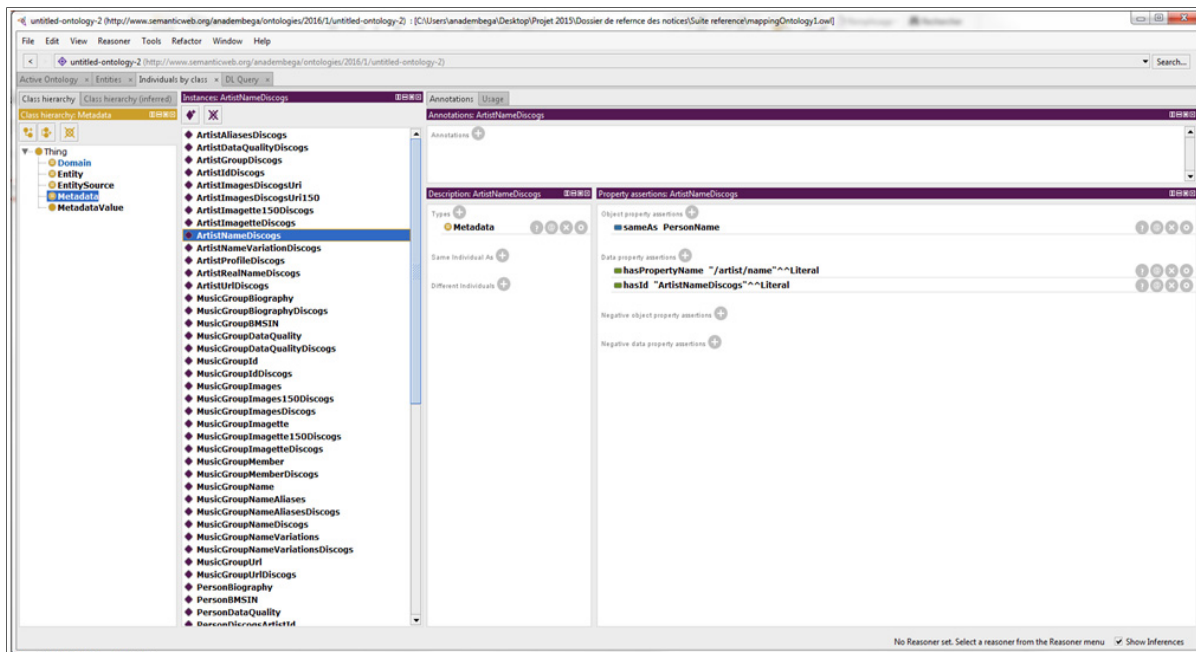 untitled-ontology-2 (http://www.semanticweb.org/anadembega/ontologies/2016/1/untitled-ontology-2) : [C:\Users\anadembega\Desktop\Projet 2015\Dossier de refernce des notices\Suite reference\mappingOntology1.owl]
File Edit View Reasoner Tools Refactor Window Help
untitled-ontology-2 (http://www.semanticweb.org/anadembega/ontologies/2016/1/untitled-ontology-2)
Search...
Active Ontology × Entities × Individuals by class × DL Query ×
Class hierarchy Class hierarchy (inferred)
Class hierarchy: Metadata
Thing
Domain
Entity
EntitySource
Metadata
MetadataValue
Instances: ArtistNameDiscogs
ArtistAliasesDiscogs
ArtistDataQualityDiscogs
ArtistGroupDiscogs
ArtistIdDiscogs
ArtistImagesDiscogsUri
ArtistImagesDiscogsUri150
ArtistImagette150Discogs
ArtistImagetteDiscogs
ArtistNameDiscogs
ArtistNameVariationDiscogs
ArtistProfileDiscogs
ArtistRealNameDiscogs
ArtistUrlDiscogs
MusicGroupBiography
MusicGroupBiographyDiscogs
MusicGroupBMSIN
MusicGroupDataQuality
MusicGroupDataQualityDiscogs
MusicGroupId
MusicGroupIdDiscogs
MusicGroupImages
MusicGroupImages150Discogs
MusicGroupImagesDiscogs
MusicGroupImagette
MusicGroupImagette150Discogs
MusicGroupImagetteDiscogs
MusicGroupMember
MusicGroupMemberDiscogs
MusicGroupName
MusicGroupNameAliases
MusicGroupNameAliasesDiscogs
MusicGroupNameDiscogs
MusicGroupNameVariations
MusicGroupNameVariationsDiscogs
MusicGroupUrl
MusicGroupUrlDiscogs
PersonBiography
PersonBMSIN
PersonDataQuality
PersonDiscogsArtistId
Annotations Usage
Annotations: ArtistNameDiscogs
Annotations
Description: ArtistNameDiscogs
Types
Metadata
Same Individual As
Different Individuals
Property assertions: ArtistNameDiscogs
Object property assertions
sameAs PersonName
Data property assertions
hasPropertyName "/artist/name"^^Literal
hasId "ArtistNameDiscogs"^^Literal
Negative object property assertions
Negative data property assertions
No Reasoner set. Select a reasoner from the Reasoner menu Show Inferences